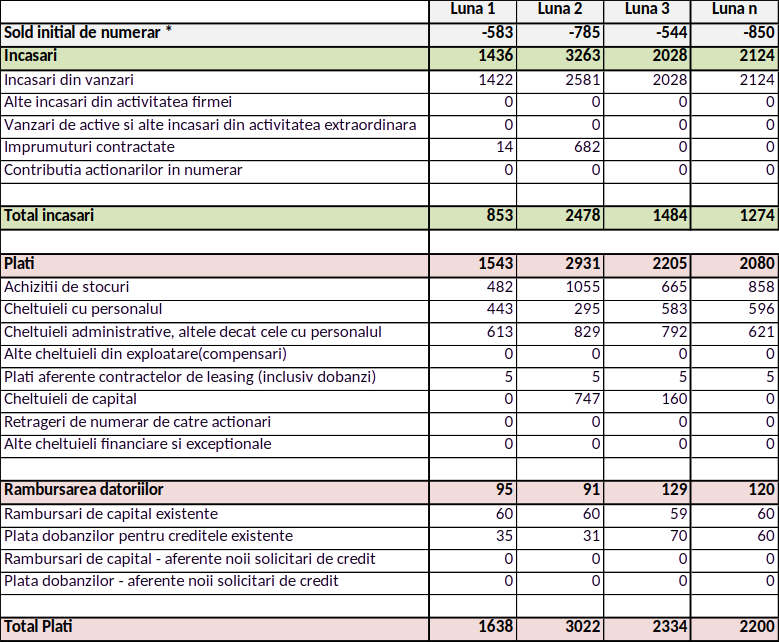 Luna 1 Luna 2 Luna 3 Luna n
Sold initial de numerar * -583 -785 -544 -850
Incasari 1436 3263 2028 2124
Incasari din vanzari 1422 2581 2028 2124
Alte incasari din activitatea firmei 0 0 0 0
Vanzari de active si alte incasari din activitatea extraordinara 0 0 0 0
Imprumuturi contractate 14 682 0 0
Contributia actionarilor in numerar 0 0 0 0
Total incasari 853 2478 1484 1274
Plati 1543 2931 2205 2080
Achizitii de stocuri 482 1055 665 858
Cheltuieli cu personalul 443 295 583 596
Cheltuieli administrative, altele decat cele cu personalul 613 829 792 621
Alte cheltuieli din exploatare(compensari) 0 0 0 0
Plati aferente contractelor de leasing (inclusiv dobanzi) 5 5 5 5
Cheltuieli de capital 0 747 160 0
Retrageri de numerar de catre actionari 0 0 0 0
Alte cheltuieli financiare si exceptionale 0 0 0 0
Rambursarea datoriilor 95 91 129 120
Rambursari de capital existente 60 60 59 60
Plata dobanzilor pentru creditele existente 35 31 70 60
Rambursari de capital - aferente noii solicitari de credit 0 0 0 0
Plata dobanzilor - aferente noii solicitari de credit 0 0 0 0
Total Plati 1638 3022 2334 2200